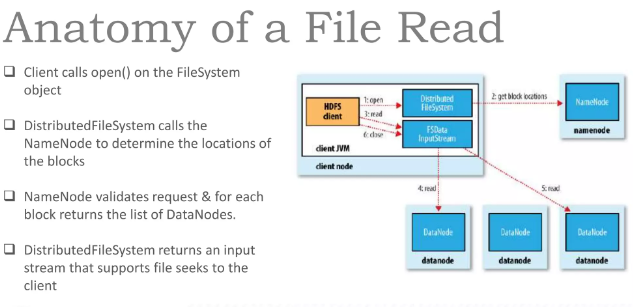 Anatomy of a File Read
Client calls open() on the FileSystem
object
DistributedFileSystem calls the
NameNode to determine the locations of
the blocks
NameNode validates request & for each
block returns the list of DataNodes.
DistributedFileSystem returns an input
stream that supports file seeks to the
client
HDFS
client
1: open
3: read
6: close
Distributed
FileSystem
FSData
InputStream
client JVM
client node
2: get block locations
NameNode
namenode
4: read
5: read
DataNode
datanode
DataNode
datanode
DataNode
datanode